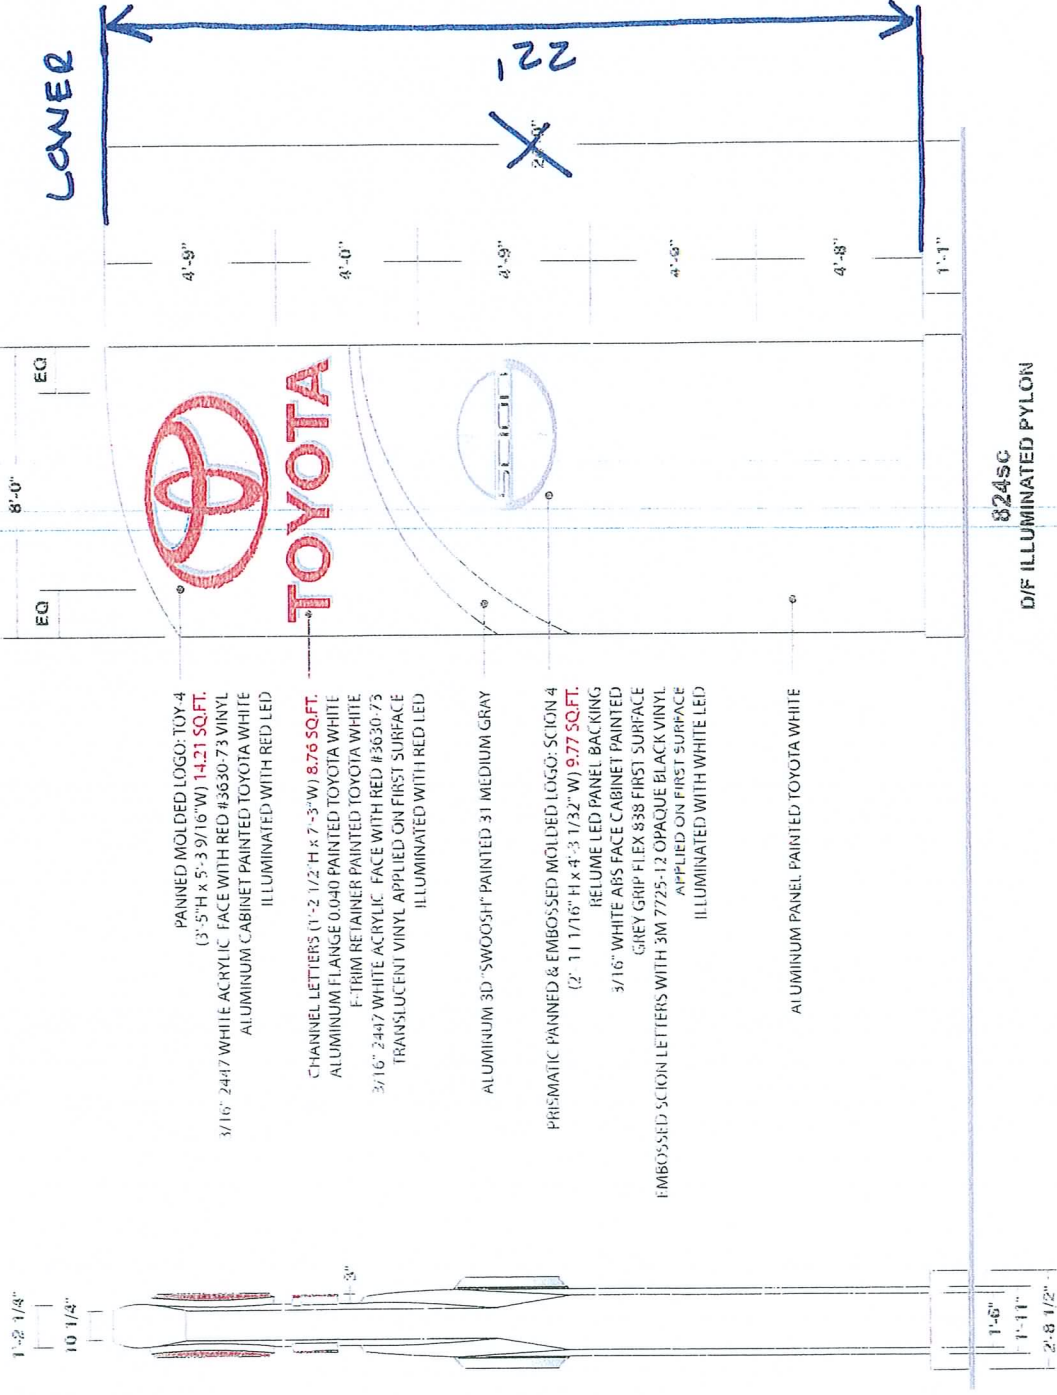 LOWER
22'
8'-0"
EQ
EQ
4'-9"
4'-0"
4'-9"
4'-8"
1'-1"
TOYOTA
SCION
PANNED MOLDED LOGO: TOY-4
(3'-5"H x 5'-3 9/16"W) 14.21 SQ.FT.
3/16" 2447 WHITE ACRYLIC FACE WITH RED #3630-73 VINYL
ALUMINUM CABINET PAINTED TOYOTA WHITE
ILLUMINATED WITH RED LED
CHANNEL LETTERS (1'-2 1/2"H x 7'-3"W) 8.76 SQ.FT.
ALUMINUM FLANGE 0.040 PAINTED TOYOTA WHITE
F-TRIM RETAINER PAINTED TOYOTA WHITE
3/16" 2447 WHITE ACRYLIC FACE WITH RED #3630-73
TRANSLUCENT VINYL APPLIED ON FIRST SURFACE
ILLUMINATED WITH RED LED
ALUMINUM 3D "SWOOSH" PAINTED 31 MEDIUM GRAY
PRISMATIC PANNED & EMBOSSED MOLDED LOGO: SCION 4
(2' 11 1/16" H x 4'-3 1/32" W) 9.77 SQ.FT.
RELUME LED PANEL BACKING
3/16" WHITE ABS FACE CABINET PAINTED
GREY GRIP FLEX 838 FIRST SURFACE
EMBOSSED SCION LETTERS WITH 3M 7725-12 OPAQUE BLACK VINYL
APPLIED ON FIRST SURFACE
ILLUMINATED WITH WHITE LED
ALUMINUM PANEL PAINTED TOYOTA WHITE
1'-2 1/4"
10 1/4"
3"
1'-6"
1'-11"
2'-8 1/2"
824sc
D/F ILLUMINATED PYLON